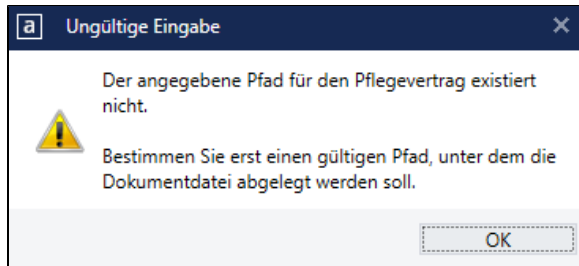 a Ungültige Eingabe
Der angegebene Pfad für den Pflegevertrag existiert
nicht.
Bestimmen Sie erst einen gültigen Pfad, unter dem die
Dokumentdatei abgelegt werden soll.
OK